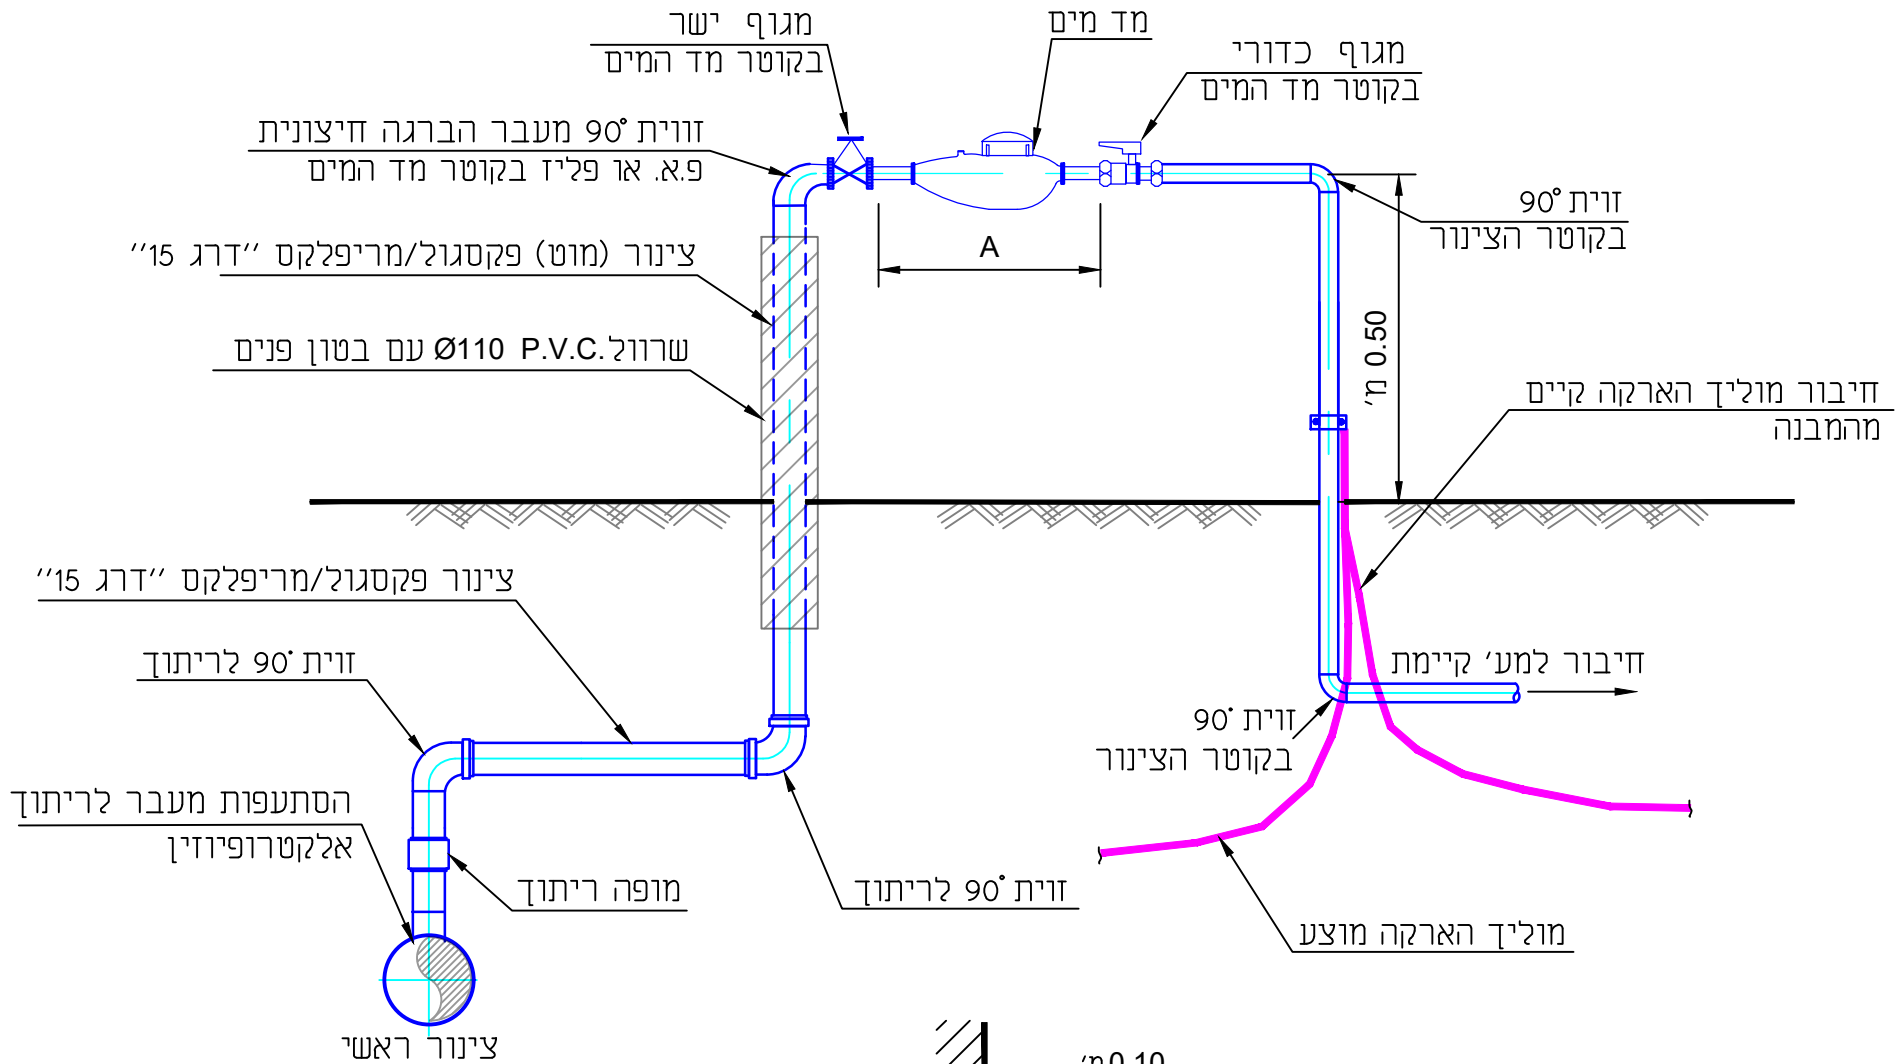 מגוף ישר
בקוטר מד המים
מד מים
מגוף כדורי
בקוטר מד המים
זווית 90° מעבר הברגה חיצונית
פ.א. או פליז בקוטר מד המים
זוית 90°
בקוטר הצינור
צינור (מוט) פקסגול/מריפלקס ''דרג 15''
A
שרוול P.V.C. Ø110 עם בטון פנים
0.50 מ'
חיבור מוליך הארקה קיים
מהמבנה
צינור פקסגול/מריפלקס ''דרג 15''
זוית 90° לריתוך
חיבור למע' קיימת
זוית 90°
בקוטר הצינור
הסתעפות מעבר לריתוך
אלקטרופיוזין
מופה ריתוך
זוית 90° לריתוך
מוליך הארקה מוצע
צינור ראשי
0.10 מ'